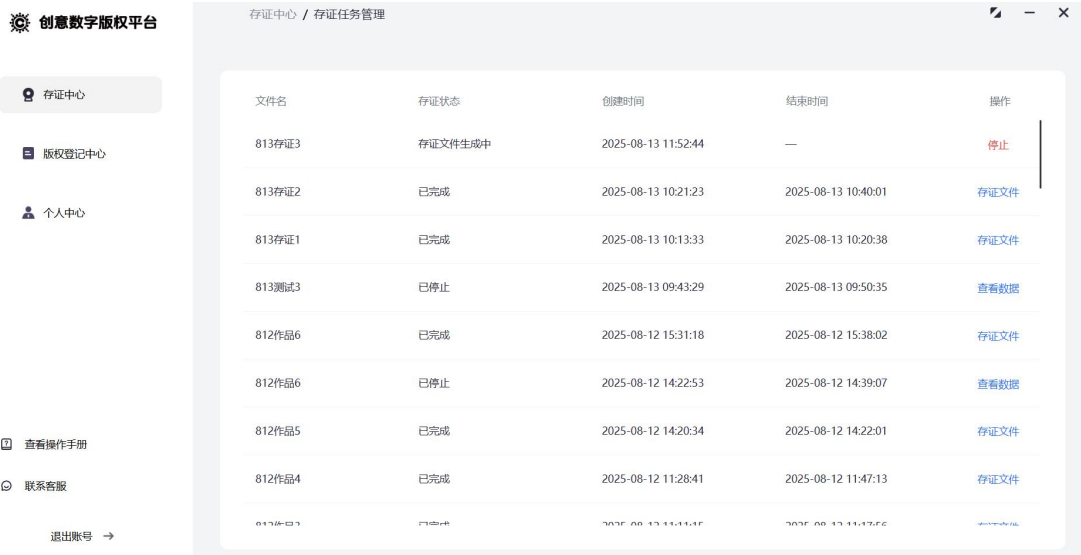 创意数字版权平台
存证中心 / 存证任务管理
存证中心
版权登记中心
个人中心
查看操作手册
联系客服
退出账号 →
文件名 存证状态 创建时间 结束时间 操作
813存证3 存证文件生成中 2025-08-13 11:52:44 — 停止
813存证2 已完成 2025-08-13 10:21:23 2025-08-13 10:40:01 存证文件
813存证1 已完成 2025-08-13 10:13:33 2025-08-13 10:20:38 存证文件
813测试3 已停止 2025-08-13 09:43:29 2025-08-13 09:50:35 查看数据
812作品6 已完成 2025-08-12 15:31:18 2025-08-12 15:38:02 存证文件
812作品6 已停止 2025-08-12 14:22:53 2025-08-12 14:39:07 查看数据
812作品5 已完成 2025-08-12 14:20:34 2025-08-12 14:22:01 存证文件
812作品4 已完成 2025-08-12 11:28:41 2025-08-12 11:47:13 存证文件